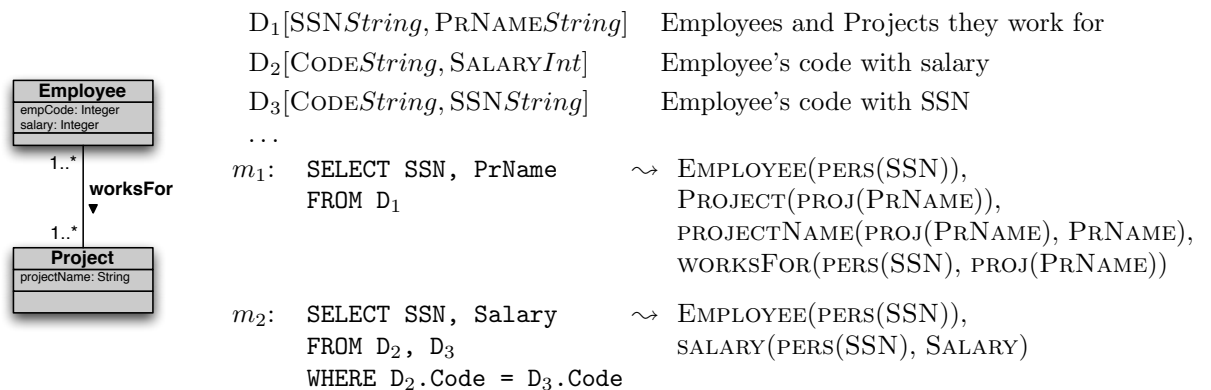 D₁[SSNString, PRNAMEString] Employees and Projects they work for
D₂[CODEString, SALARYInt] Employee's code with salary
D₃[CODEString, SSNString] Employee's code with SSN
. . .
Employee
empCode: Integer
salary: Integer
1..*
worksFor
▼
1..*
Project
projectName: String
m₁: SELECT SSN, PrName ⇝ EMPLOYEE(PERS(SSN)),
FROM D₁ PROJECT(PROJ(PRNAME)),
PROJECTNAME(PROJ(PRNAME), PRNAME),
WORKSFOR(PERS(SSN), PROJ(PRNAME))
m₂: SELECT SSN, Salary ⇝ EMPLOYEE(PERS(SSN)),
FROM D₂, D₃ SALARY(PERS(SSN), SALARY)
WHERE D₂.Code = D₃.Code